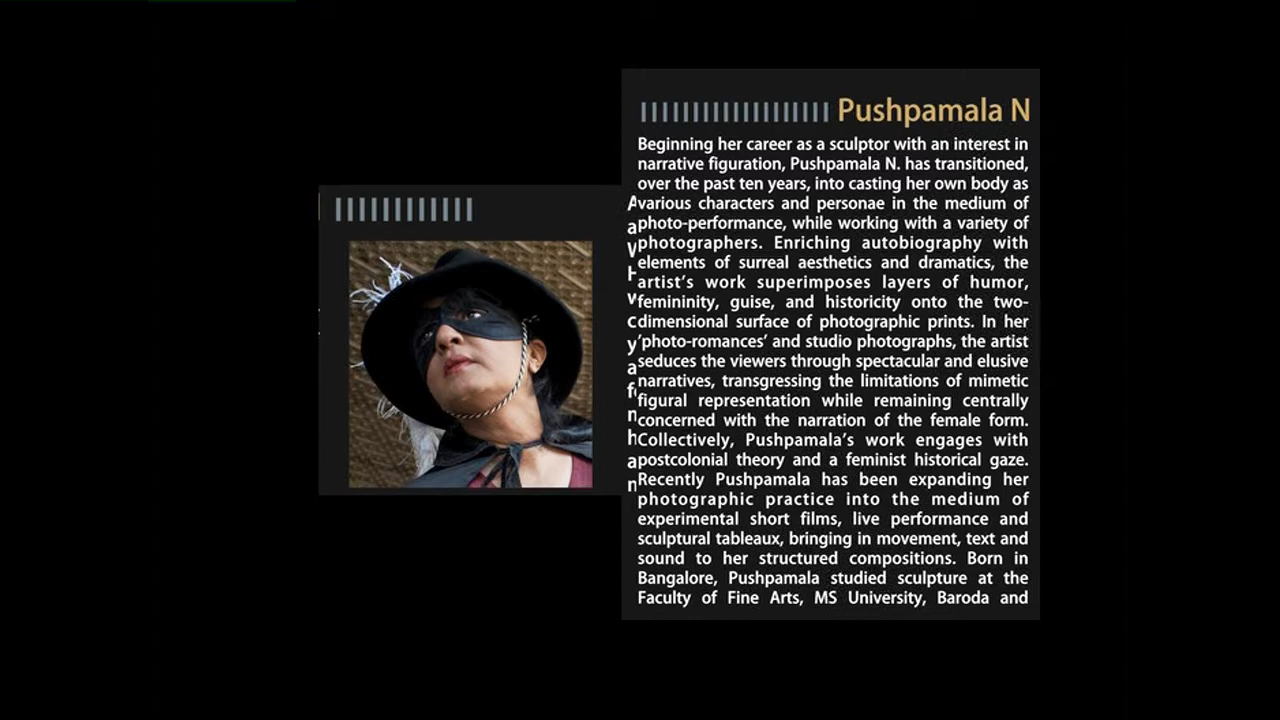 Pushpamala N
Beginning her career as a sculptor with an interest in
narrative figuration, Pushpamala N. has transitioned,
over the past ten years, into casting her own body as
various characters and personae in the medium of
photo-performance, while working with a variety of
photographers. Enriching autobiography with
elements of surreal aesthetics and dramatics, the
artist's work superimposes layers of humor,
femininity, guise, and historicity onto the two-
dimensional surface of photographic prints. In her
'photo-romances' and studio photographs, the artist
seduces the viewers through spectacular and elusive
narratives, transgressing the limitations of mimetic
figural representation while remaining centrally
concerned with the narration of the female form.
Collectively, Pushpamala's work engages with
postcolonial theory and a feminist historical gaze.
Recently Pushpamala has been expanding her
photographic practice into the medium of
experimental short films, live performance and
sculptural tableaux, bringing in movement, text and
sound to her structured compositions. Born in
Bangalore, Pushpamala studied sculpture at the
Faculty of Fine Arts, MS University, Baroda and